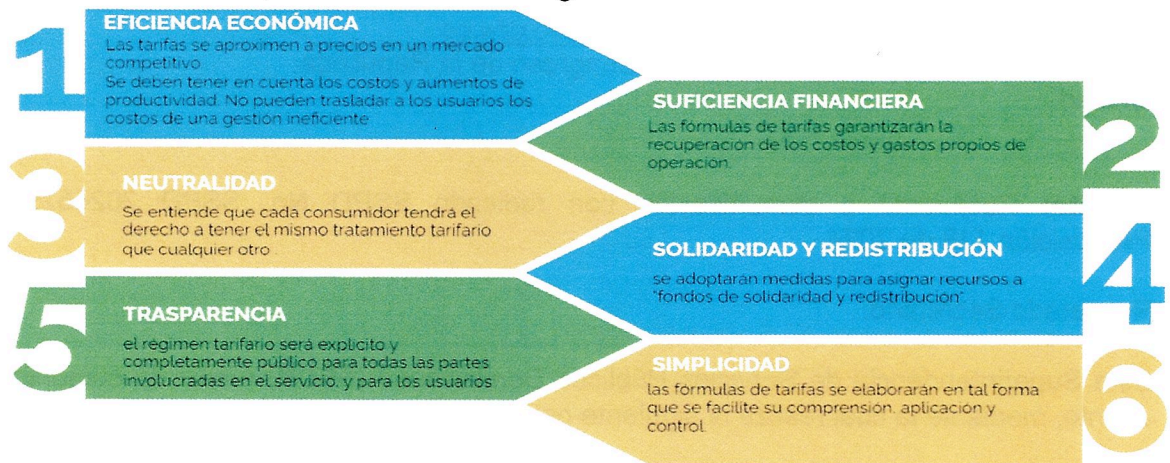 1
EFICIENCIA ECONÓMICA
Las tarifas se aproximen a precios en un mercado
competitivo
Se deben tener en cuenta los costos y aumentos de
productividad. No pueden trasladar a los usuarios los
costos de una gestión ineficiente
2
SUFICIENCIA FINANCIERA
Las fórmulas de tarifas garantizarán la
recuperación de los costos y gastos propios de
operación.
3
NEUTRALIDAD
Se entiende que cada consumidor tendrá el
derecho a tener el mismo tratamiento tarifario
que cualquier otro
4
SOLIDARIDAD Y REDISTRIBUCIÓN
se adoptarán medidas para asignar recursos a
"fondos de solidaridad y redistribución".
5
TRASPARENCIA
el régimen tarifario será explícito y
completamente público para todas las partes
involucradas en el servicio, y para los usuarios
6
SIMPLICIDAD
las fórmulas de tarifas se elaborarán en tal forma
que se facilite su comprensión, aplicación y
control.